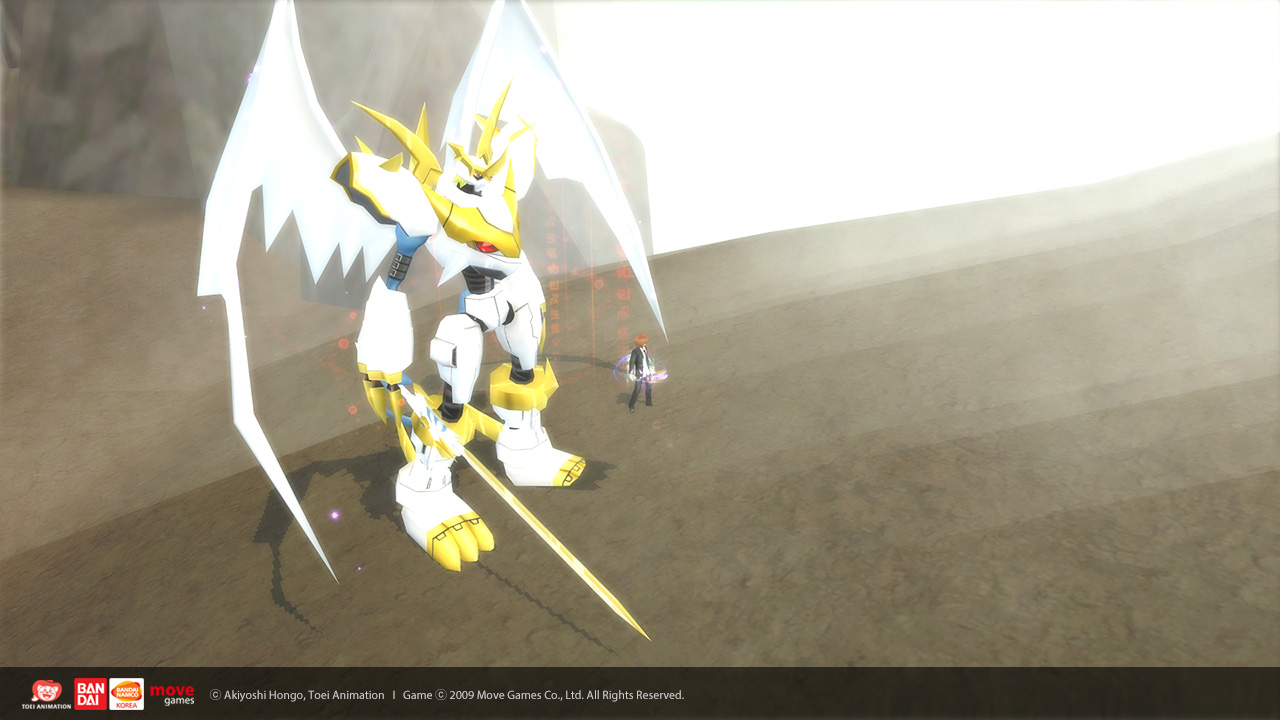 TOEI ANIMATION
BAN
DAI
BANDAI
NAMCO
KOREA
move
games
ⓒ Akiyoshi Hongo, Toei Animation  |  Game ⓒ 2009 Move Games Co., Ltd. All Rights Reserved.